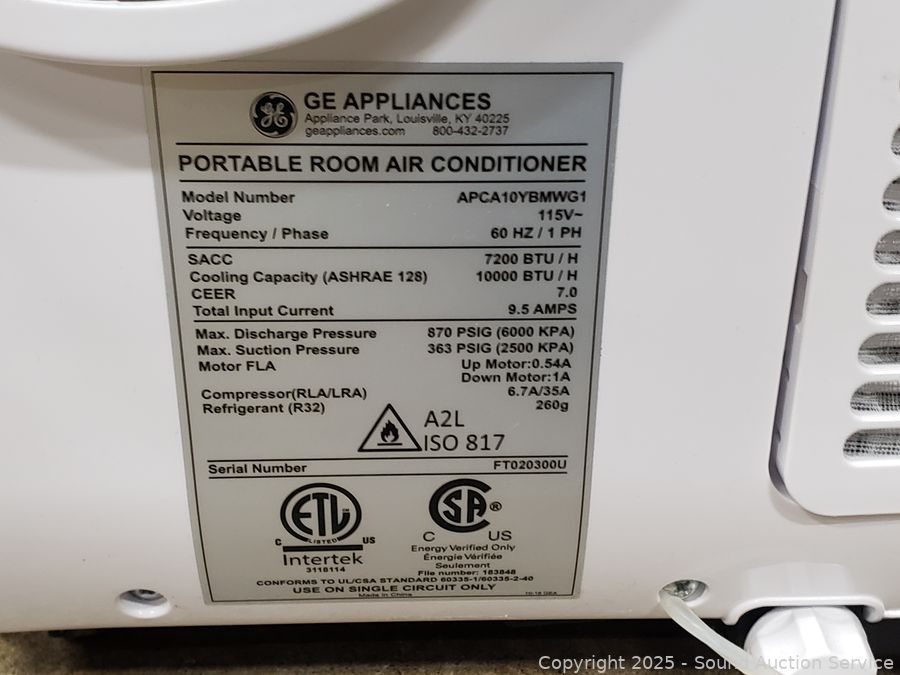 GE APPLIANCES
Appliance Park, Louisville, KY 40225
geappliances.com 800-432-2737
PORTABLE ROOM AIR CONDITIONER
Model Number APCA10YBMWG1
Voltage 115V~
Frequency / Phase 60 HZ / 1 PH
SACC 7200 BTU / H
Cooling Capacity (ASHRAE 128) 10000 BTU / H
CEER 7.0
Total Input Current 9.5 AMPS
Max. Discharge Pressure 870 PSIG (6000 KPA)
Max. Suction Pressure 363 PSIG (2500 KPA)
Motor FLA Up Motor:0.54A
Down Motor:1A
Compressor(RLA/LRA) 6.7A/35A
Refrigerant (R32) 260g
A2L
ISO 817
Serial Number FT020300U
ETL
LISTED
C US
Intertek
3118114
CSA ®
C US
Energy Verified Only
Énergie Vérifiée
Seulement
File number: 183848
CONFORMS TO UL/CSA STANDARD 60335-1/60335-2-40
USE ON SINGLE CIRCUIT ONLY
Made in China
Copyright 2025 - Sound Auction Service